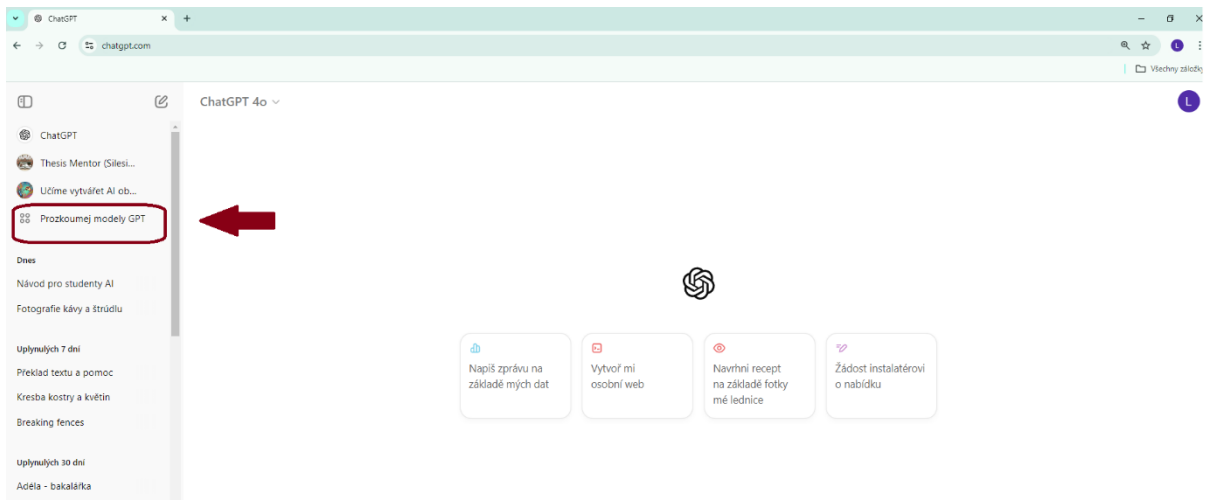 ChatGPT
chatgpt.com
L
Všechny záložky
ChatGPT 4o
L
ChatGPT
Thesis Mentor (Silesi...
Učíme vytvářet AI ob...
Prozkoumej modely GPT
Dnes
Návod pro studenty AI
Fotografie kávy a štrúdlu
Uplynulých 7 dní
Překlad textu a pomoc
Kresba kostry a květin
Breaking fences
Uplynulých 30 dní
Adéla - bakalářka
Napiš zprávu na
základě mých dat
Vytvoř mi
osobní web
Navrhni recept
na základě fotky
mé lednice
Žádost instalatérovi
o nabídku